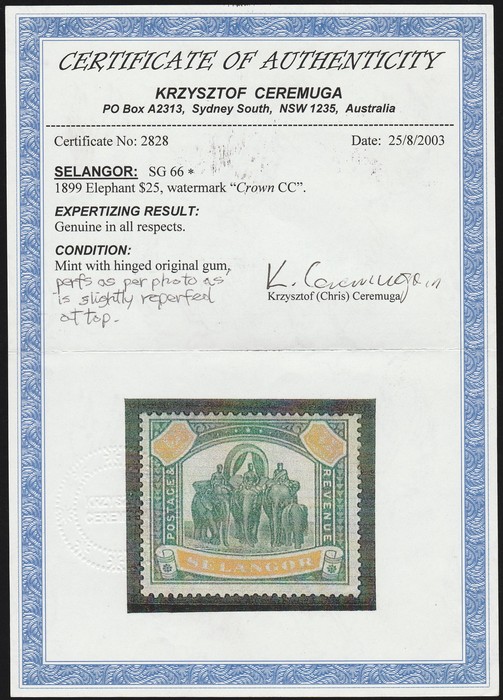 CERTIFICATE OF AUTHENTICITY
KRZYSZTOF CEREMUGA
PO Box A2313, Sydney South, NSW 1235, Australia
Certificate No: 2828 Date: 25/8/2003
SELANGOR: SG 66 *
1899 Elephant $25, watermark "Crown CC".
EXPERTIZING RESULT:
Genuine in all respects.
CONDITION:
Mint with hinged original gum,
perfs as per photo as
is slightly reperfed
at top.
K. Ceremuga
Krzysztof (Chris) Ceremuga
POSTAGE &
REVENUE
SELANGOR